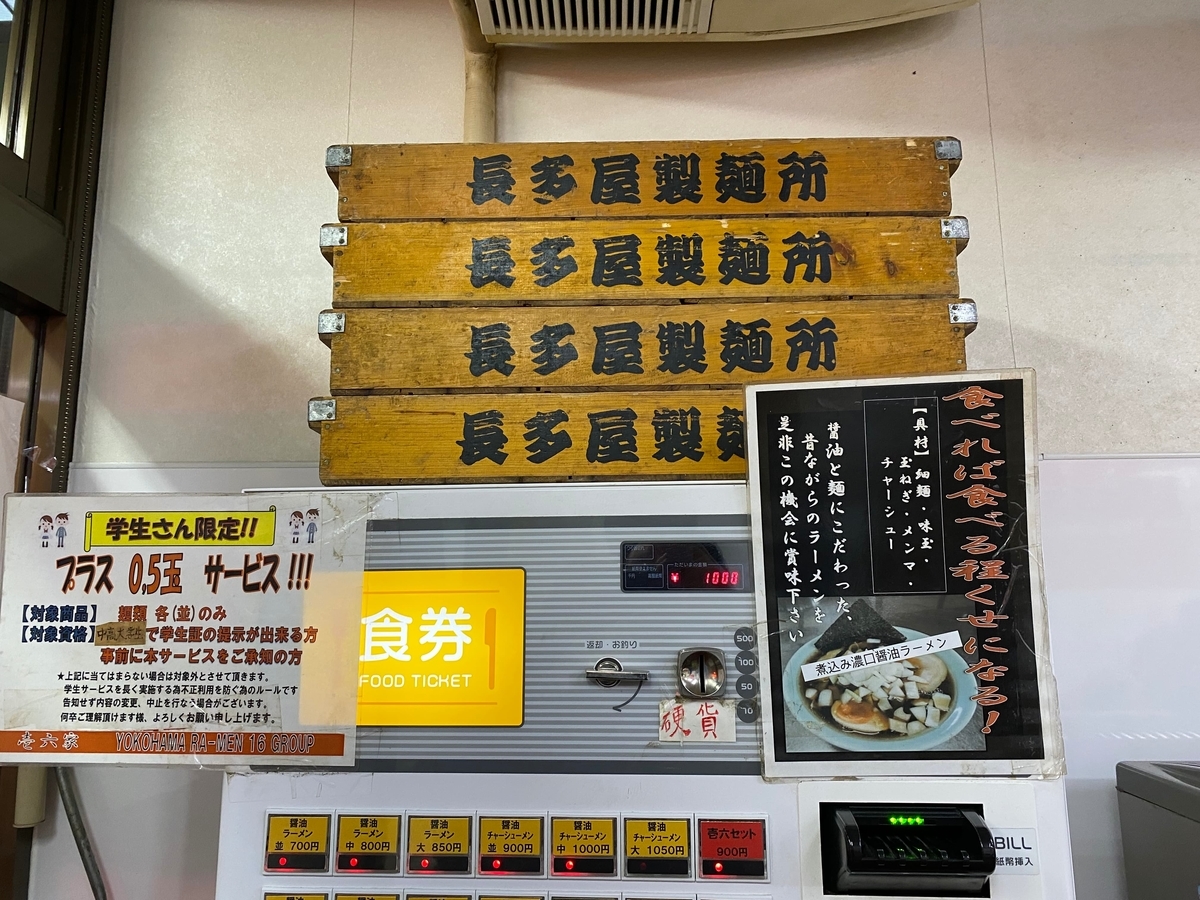 長多屋製麺所
長多屋製麺所
長多屋製麺所
長多屋製麺
学生さん限定!!
プラス 0.5玉 サービス!!!
【対象商品】 麺類 各(並)のみ
【対象資格】 で学生証の提示が出来る方
事前に本サービスをご承知の方
★上記に当てはまらない場合は対象外とさせて頂きます。
学生サービスを長く実施する為不正利用を防ぐ為のルールです
告知せず内容の変更、中止を行なう場合がございます。
何卒ご理解頂けます様、よろしくお願い申し上げます。
壱六家 YOKOHAMA RA-MEN 16 GROUP
食券
FOOD TICKET
ただいまの金額
¥ 1000
返却・お釣り
500
100
50
10
硬貨
食べれば食べる程くせになる!
【具材】細麺・味玉・
玉ねぎ・メンマ・
チャーシュー
醤油と麺にこだわった、
昔ながらのラーメンを
是非この機会に賞味下さい
煮込み濃口醤油ラーメン
醤油
ラーメン
並 700円
醤油
ラーメン
中 800円
醤油
ラーメン
大 850円
醤油
チャーシューメン
並 900円
醤油
チャーシューメン
中 1000円
醤油
チャーシューメン
大 1050円
壱六セット
900円
BILL
紙幣挿入